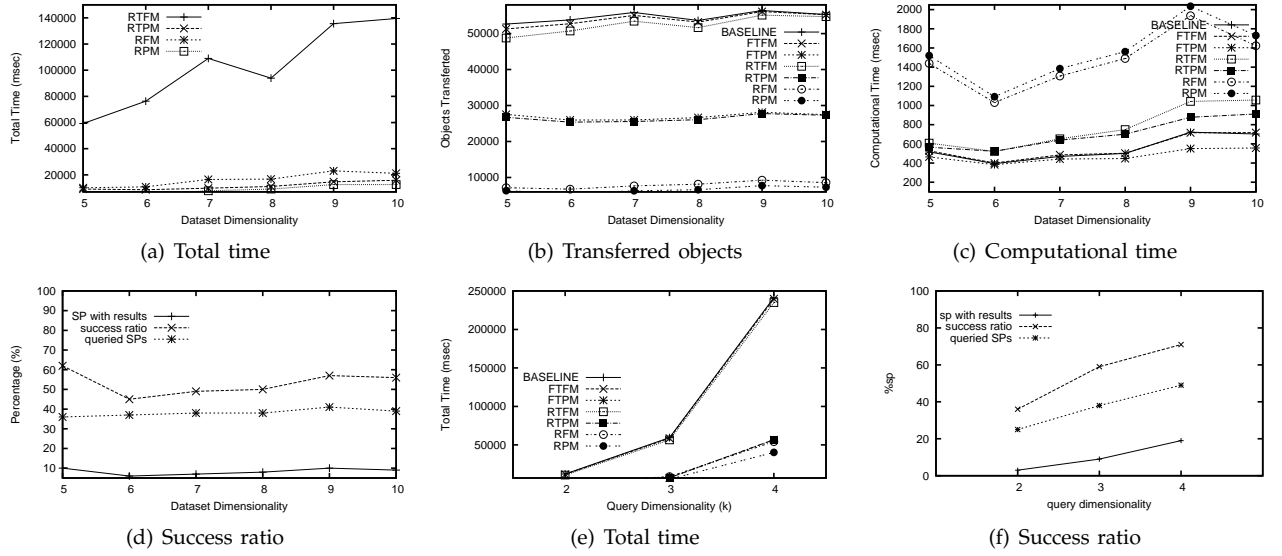 140000
120000
100000
80000
60000
40000
20000
Total Time (msec)
RTFM
RTPM
RFM
RPM
5 6 7 8 9 10
Dataset Dimensionality
(a) Total time
50000
40000
30000
20000
10000
Objects Transferred
BASELINE
FTFM
FTPM
RTFM
RTPM
RFM
RPM
5 6 7 8 9 10
Dataset Dimensionality
(b) Transferred objects
2000
1800
1600
1400
1200
1000
800
600
400
200
Computational Time (msec)
BASELINE
FTFM
FTPM
RTFM
RTPM
RFM
RPM
5 6 7 8 9 10
Dataset Dimensionality
(c) Computational time
100
90
80
70
60
50
40
30
20
10
Percentage (%)
SP with results
success ratio
queried SPs
5 6 7 8 9 10
Dataset Dimensionality
(d) Success ratio
250000
200000
150000
100000
50000
Total Time (msec)
BASELINE
FTFM
FTPM
RTFM
RTPM
RFM
RPM
2 3 4
Query Dimensionality (k)
(e) Total time
100
80
60
40
20
0
%sp
sp with results
success ratio
queried SPs
2 3 4
query dimensionality
(f) Success ratio